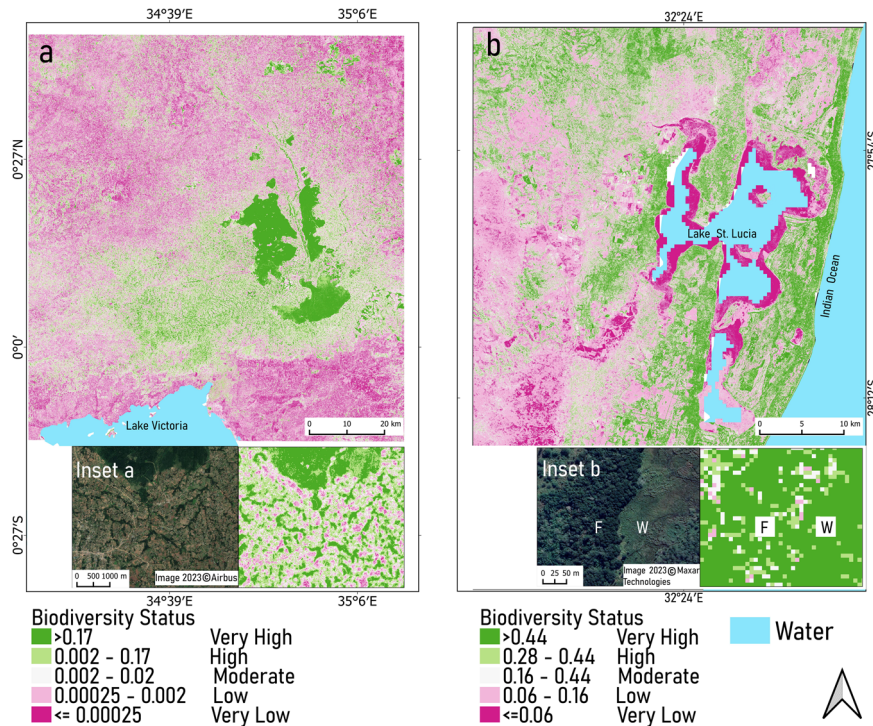 34°39'E 35°6'E 32°24'E
a
b
0°27'N
27°54'S
Lake St. Lucia
Indian Ocean
0°0'
Lake Victoria
28°12'S
0 10 20 km
0 5 10 km
Inset a
Inset b
F W
F W
0°27'S
0 500 1000 m
Image 2023©Airbus
0 25 50 m
Image 2023©Maxar
Technologies
34°39'E 35°6'E 32°24'E
Biodiversity Status
>0.17 Very High
0.002 - 0.17 High
0.002 - 0.02 Moderate
0.00025 - 0.002 Low
<= 0.00025 Very Low
Biodiversity Status
>0.44 Very High
0.28 - 0.44 High
0.16 - 0.44 Moderate
0.06 - 0.16 Low
<=0.06 Very Low
Water